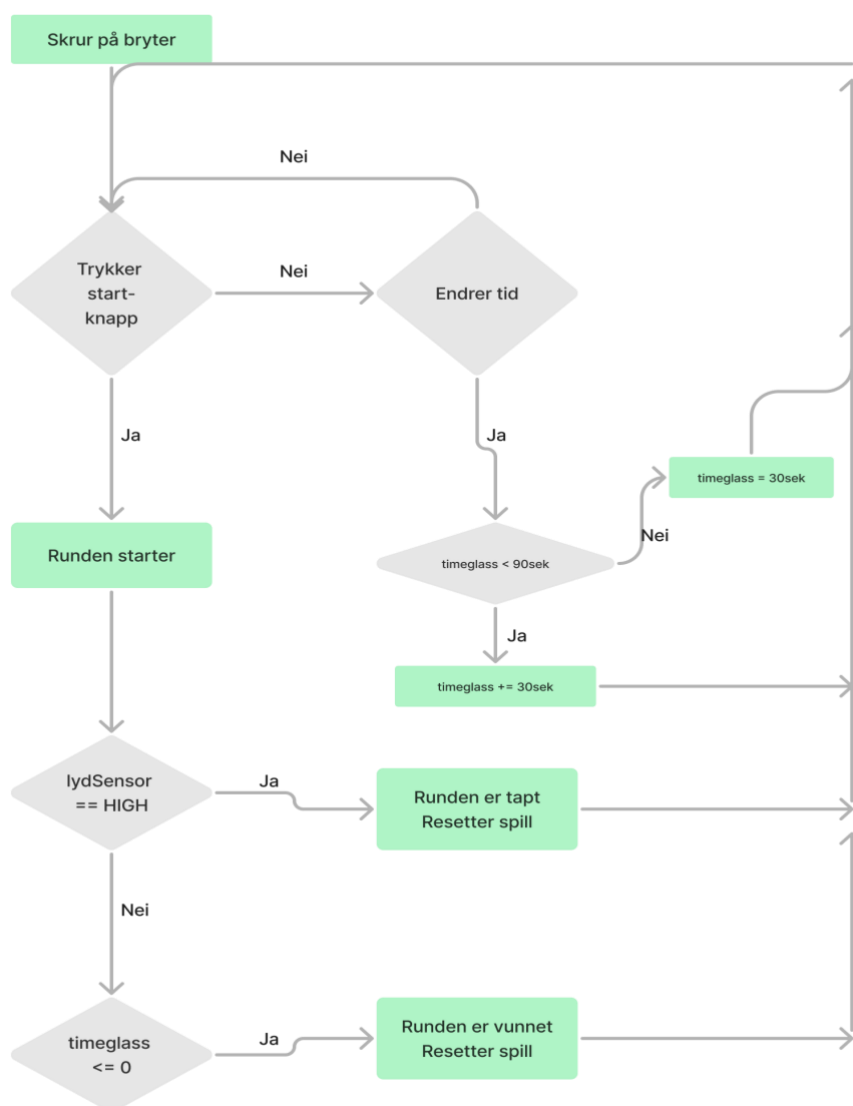 Skrur på bryter
Nei
Trykker
start-
knapp
Nei
Endrer tid
Ja
Ja
timeglass = 30sek
Nei
Runden starter
timeglass < 90sek
Ja
timeglass += 30sek
lydSensor
== HIGH
Ja
Runden er tapt
Resetter spill
Nei
timeglass
<= 0
Ja
Runden er vunnet
Resetter spill